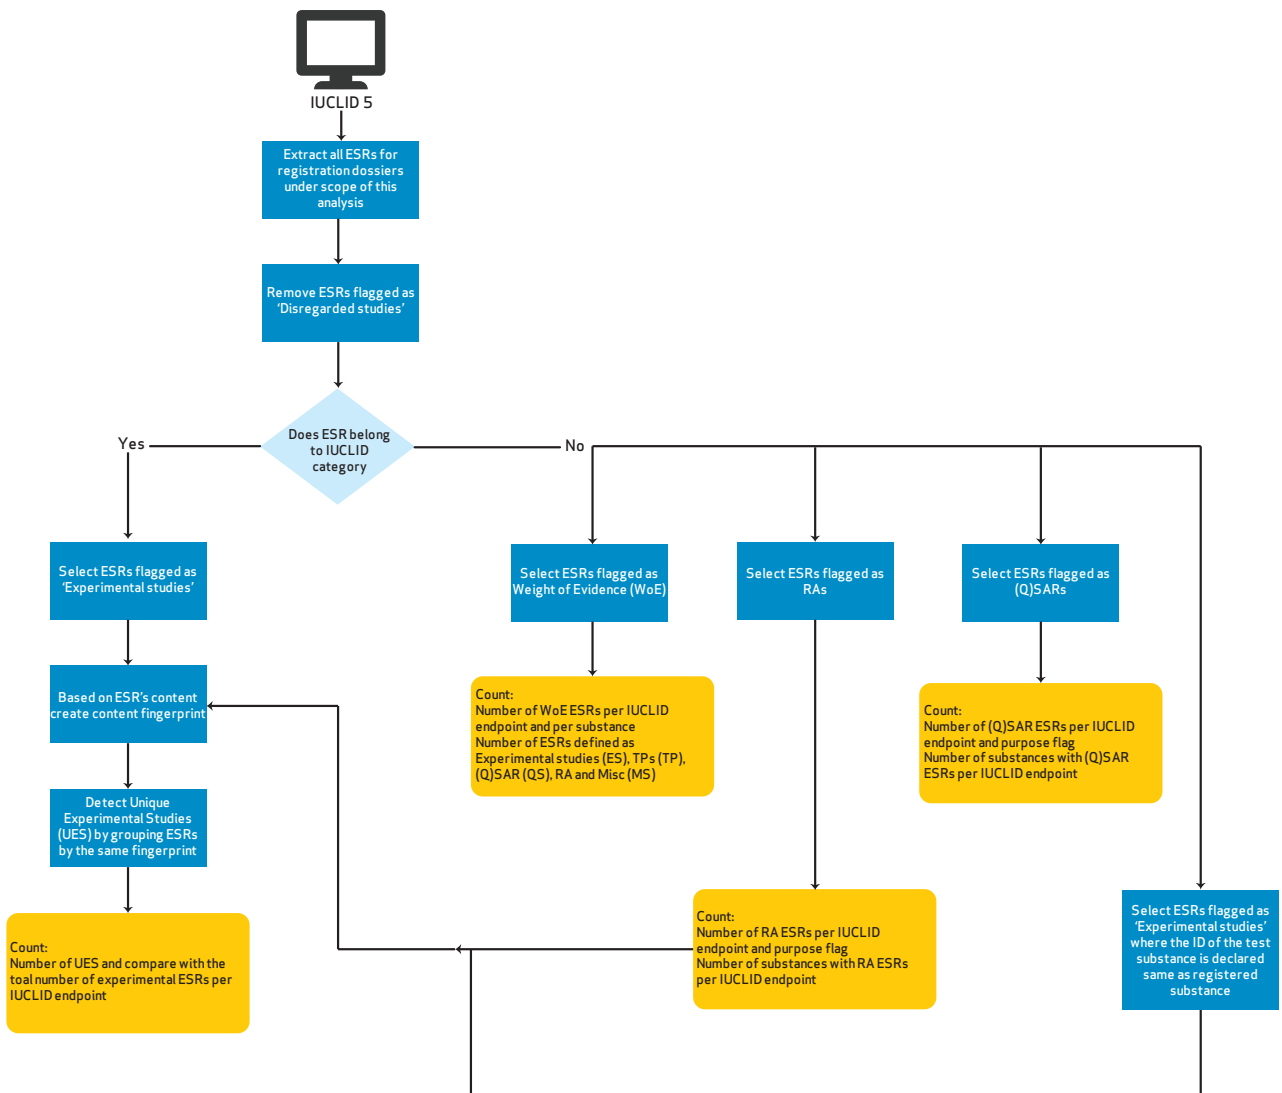 IUCLID 5
Extract all ESRs for
registration dossiers
under scope of this
analysis
Remove ESRs flagged as
‘Disregarded studies’
Does ESR belong
to IUCLID
category
Yes
No
Select ESRs flagged as
‘Experimental studies’
Select ESRs flagged as
Weight of Evidence (WoE)
Select ESRs flagged as
RAs
Select ESRs flagged as
(Q)SARs
Based on ESR’s content
create content fingerprint
Count:
Number of WoE ESRs per IUCLID
endpoint and per substance
Number of ESRs defined as
Experimental studies (ES), TPs (TP),
(Q)SAR (QS), RA and Misc (MS)
Count:
Number of (Q)SAR ESRs per IUCLID
endpoint and purpose flag
Number of substances with (Q)SAR
ESRs per IUCLID endpoint
Detect Unique
Experimental Studies
(UES) by grouping ESRs
by the same fingerprint
Count:
Number of UES and compare with the
toal number of experimental ESRs per
IUCLID endpoint
Count:
Number of RA ESRs per IUCLID
endpoint and purpose flag
Number of substances with RA ESRs
per IUCLID endpoint
Select ESRs flagged as
‘Experimental studies’
where the ID of the test
substance is declared
same as registered
substance